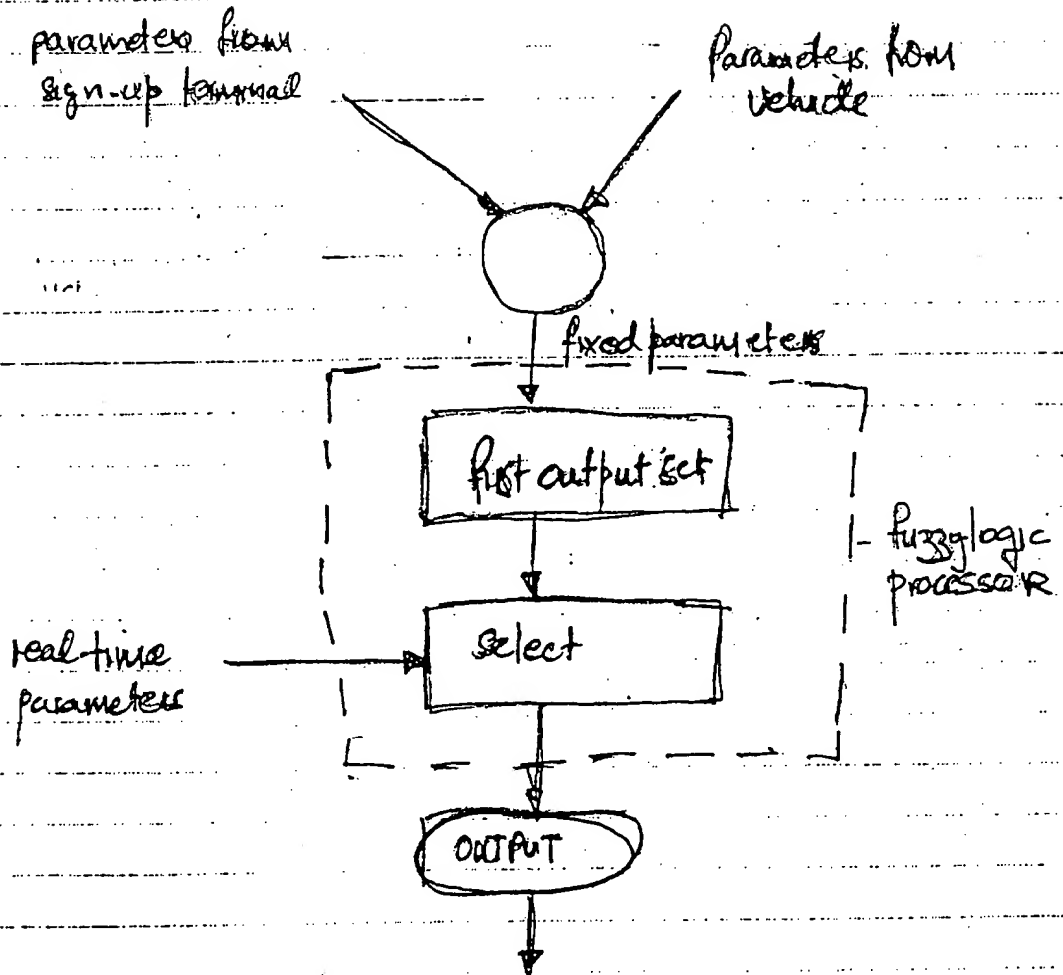 parameters from
sign-up terminal
Parameters from
vehicle
fixed parameters
first output set
fuzzy logic
processor
select
real-time
parameters
OUTPUT